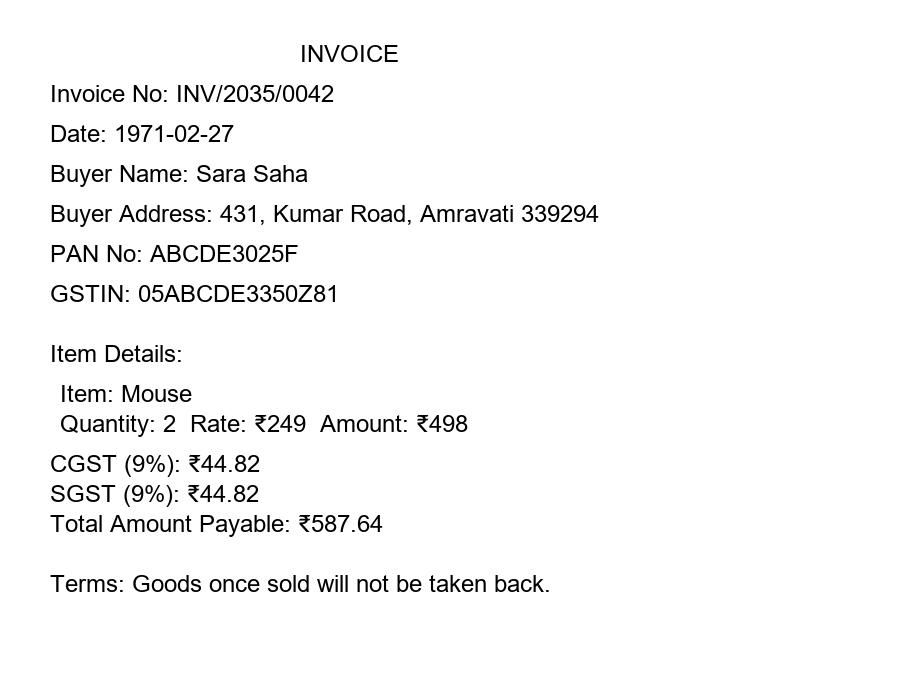 INVOICE
Invoice No: INV/2035/0042
Date: 1971-02-27
Buyer Name: Sara Saha
Buyer Address: 431, Kumar Road, Amravati 339294
PAN No: ABCDE3025F
GSTIN: 05ABCDE3350Z81
Item Details:
Item: Mouse
Quantity: 2  Rate: ₹249  Amount: ₹498
CGST (9%): ₹44.82
SGST (9%): ₹44.82
Total Amount Payable: ₹587.64
Terms: Goods once sold will not be taken back.